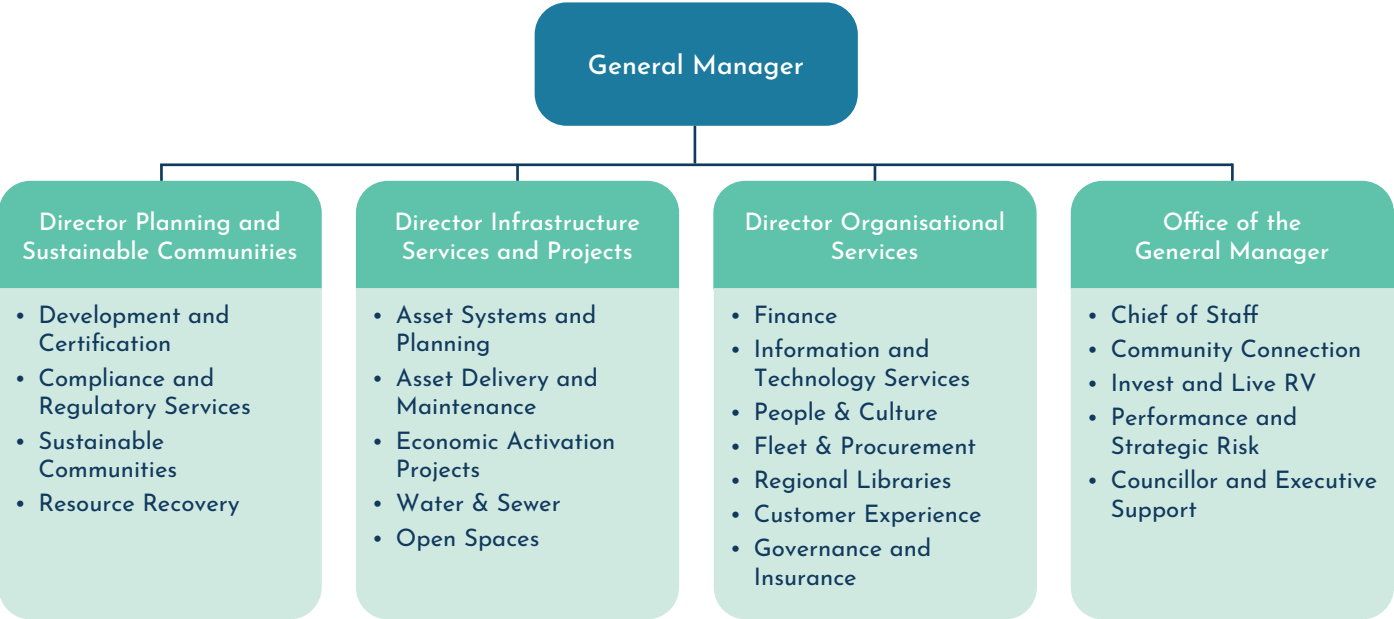 General Manager
Director Planning and
Sustainable Communities
• Development and
Certification
• Compliance and
Regulatory Services
• Sustainable
Communities
• Resource Recovery
Director Infrastructure
Services and Projects
• Asset Systems and
Planning
• Asset Delivery and
Maintenance
• Economic Activation
Projects
• Water & Sewer
• Open Spaces
Director Organisational
Services
• Finance
• Information and
Technology Services
• People & Culture
• Fleet & Procurement
• Regional Libraries
• Customer Experience
• Governance and
Insurance
Office of the
General Manager
• Chief of Staff
• Community Connection
• Invest and Live RV
• Performance and
Strategic Risk
• Councillor and Executive
Support